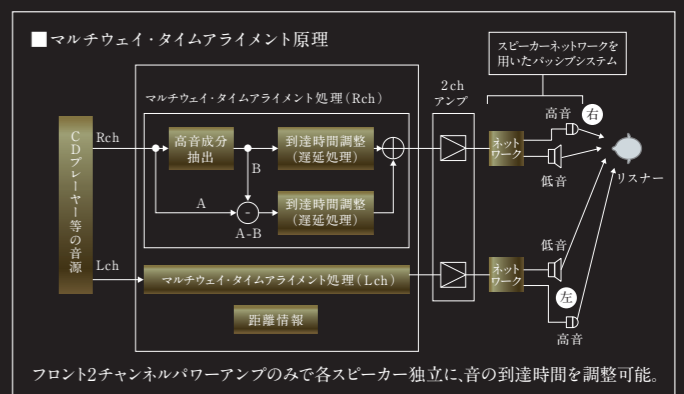 ■マルチウェイ・タイムアライメント原理
スピーカーネットワークを
用いたパッシブシステム
マルチウェイ・タイムアライメント処理(Rch)
2ch
アンプ
CDプレーヤー等の音源
Rch
高音成分
抽出
到達時間調整
(遅延処理)
B
A
-
A-B
到達時間調整
(遅延処理)
ネット
ワーク
高音
右
低音
リスナー
Lch
マルチウェイ・タイムアライメント処理(Lch)
距離情報
ネット
ワーク
低音
左
高音
フロント2チャンネルパワーアンプのみで各スピーカー独立に、音の到達時間を調整可能。